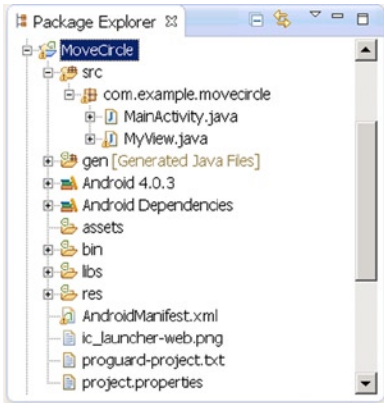 Package Explorer
MoveCircle
src
com.example.movecircle
MainActivity.java
MyView.java
gen [Generated Java Files]
Android 4.0.3
Android Dependencies
assets
bin
libs
res
AndroidManifest.xml
ic_launcher-web.png
proguard-project.txt
project.properties